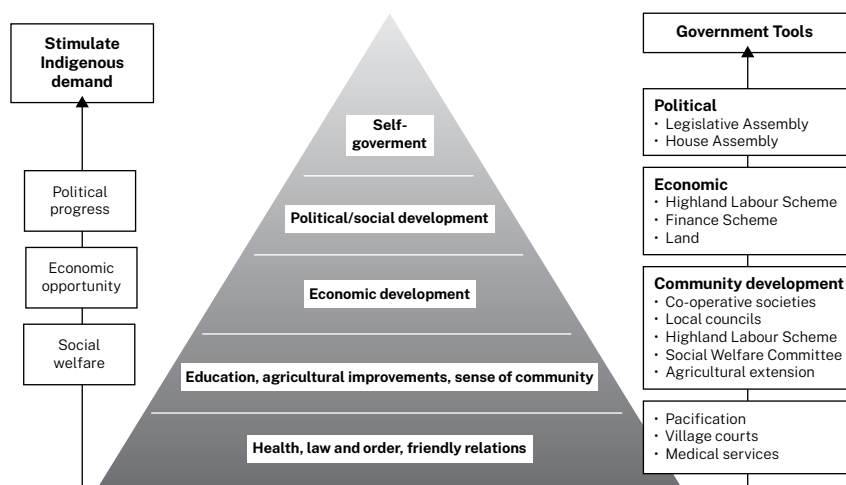 Stimulate
Indigenous
demand
Political
progress
Economic
opportunity
Social
welfare
Self-
goverment
Political/social development
Economic development
Education, agricultural improvements, sense of community
Health, law and order, friendly relations
Government Tools
Political
• Legislative Assembly
• House Assembly
Economic
• Highland Labour Scheme
• Finance Scheme
• Land
Community development
• Co-operative societies
• Local councils
• Highland Labour Scheme
• Social Welfare Committee
• Agricultural extension
• Pacification
• Village courts
• Medical services